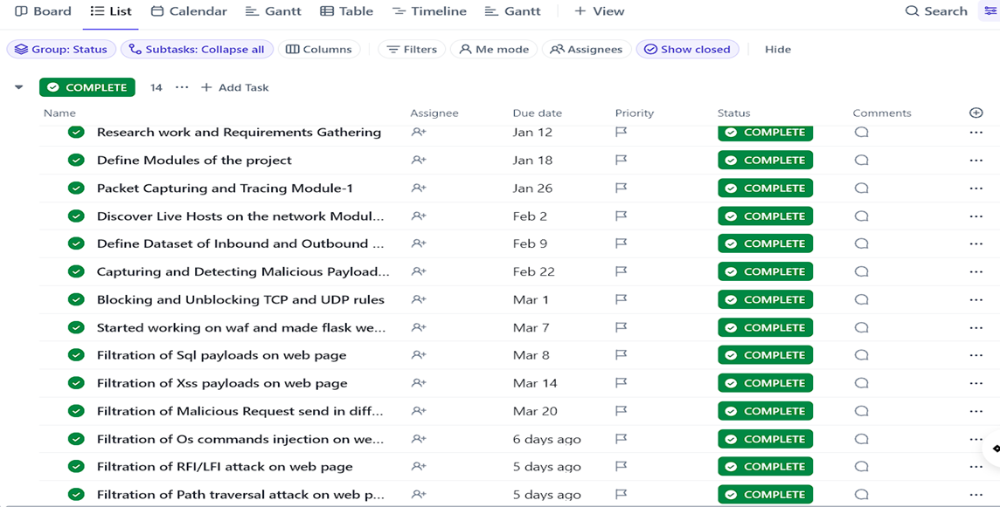 Board List Calendar Gantt Table Timeline Gantt + View Search
Group: Status Subtasks: Collapse all Columns Filters Me mode Assignees Show closed Hide
COMPLETE 14 ... + Add Task
Name Assignee Due date Priority Status Comments
Research work and Requirements Gathering Jan 12 COMPLETE ...
Define Modules of the project Jan 18 COMPLETE ...
Packet Capturing and Tracing Module-1 Jan 26 COMPLETE ...
Discover Live Hosts on the network Modul... Feb 2 COMPLETE ...
Define Dataset of Inbound and Outbound ... Feb 9 COMPLETE ...
Capturing and Detecting Malicious Payload... Feb 22 COMPLETE ...
Blocking and Unblocking TCP and UDP rules Mar 1 COMPLETE ...
Started working on waf and made flask we... Mar 7 COMPLETE ...
Filtration of Sql payloads on web page Mar 8 COMPLETE ...
Filtration of Xss payloads on web page Mar 14 COMPLETE ...
Filtration of Malicious Request send in diff... Mar 20 COMPLETE ...
Filtration of Os commands injection on we... 6 days ago COMPLETE ...
Filtration of RFI/LFI attack on web page 5 days ago COMPLETE ...
Filtration of Path traversal attack on web p... 5 days ago COMPLETE ...